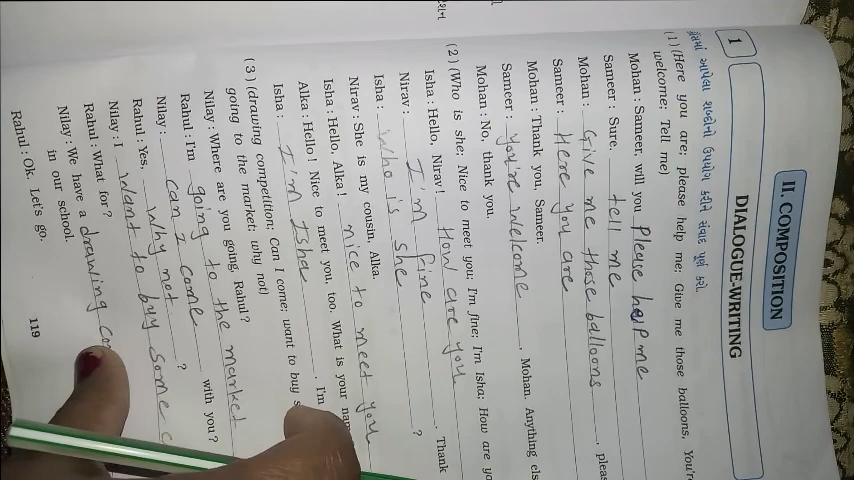 II. COMPOSITION
1
DIALOGUE-WRITING
આપેલા શબ્દોનો ઉપયોગ કરીને સંવાદ પૂર્ણ કરો.
(1) (Here you are; please help me; Give me those balloons, You're
welcome; Tell me)
Mohan : Sameer, will you Please help me
Sameer : Sure, tell me
Mohan : Give me those balloons,
Sameer : Here you are
Mohan : Thank you, Sameer.
Sameer : You're welcome. Mohan. Anything
Mohan : No, thank you.
(2) (Who is she; Nice to meet you; I'm fine; I'm Isha; How are
Isha : Hello, Nirav! How are you
Nirav : I'm fine. Thank
Isha : Who is she ?
Nirav : She is my cousin, Alka.
Isha : Hello, Alka! nice to meet you
Alka : Hello! Nice to meet you, too. What is your
Isha : I'm Isha. I'm
(3) (drawing competition; Can I come; want to buy
going to the market; why not)
Nilay : Where are you going, Rahul?
Rahul : I'm going to the market
Nilay : can I come with you?
Rahul : Yes, Why not ?
Nilay : I want to buy some
Rahul : What for?
Nilay : We have a drawing
in our school.
Rahul : Ok. Let's go.
119